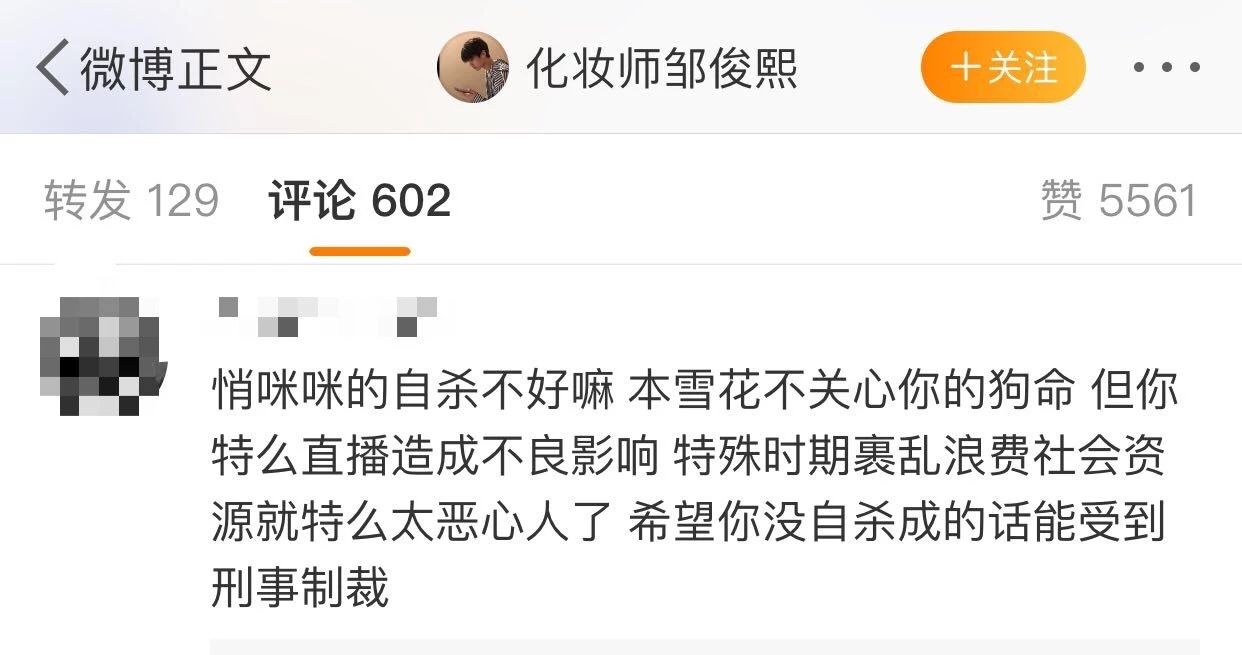 微博正文 化妆师邹俊熙 +关注
转发 129 评论 602 赞 5561
悄咪咪的自杀不好嘛 本雪花不关心你的狗命 但你
特么直播造成不良影响 特殊时期裹乱浪费社会资
源就特么太恶心人了 希望你没自杀成的话能受到
刑事制裁